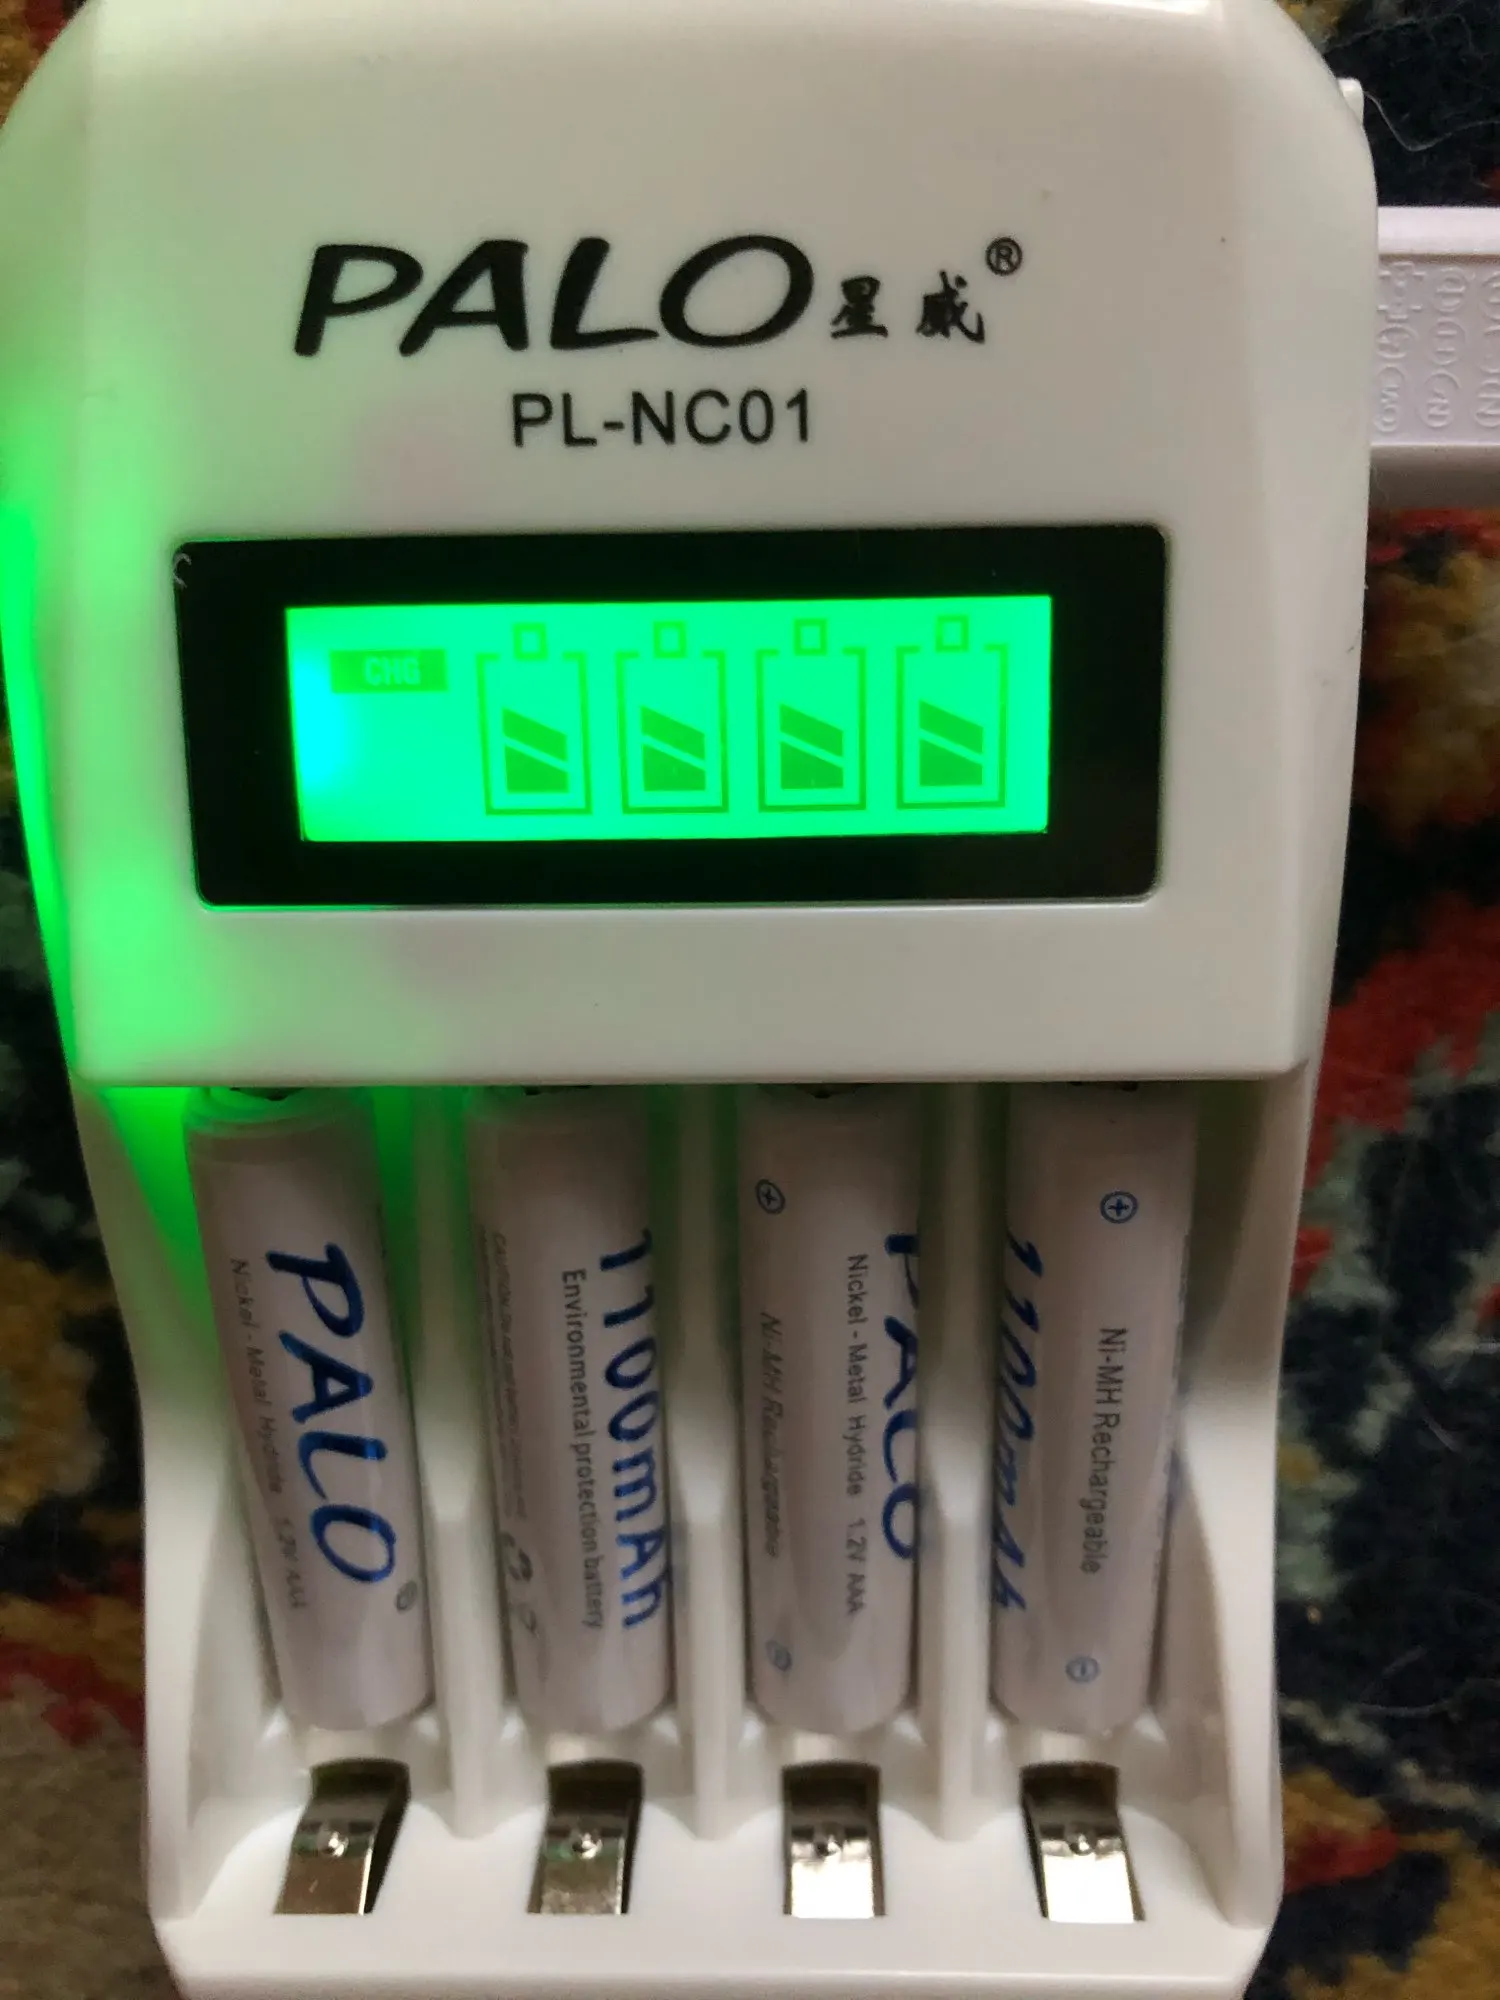 PALO 星威®
PL-NC01
CHG
PALO®
Nickel - Metal Hydride 1.2V AAA
1100mAh
Environmental protection battery
PALO
Nickel - Metal Hydride 1.2V AAA
Ni-MH Rechargeable
Ni-MH Rechargeable
1100mAh